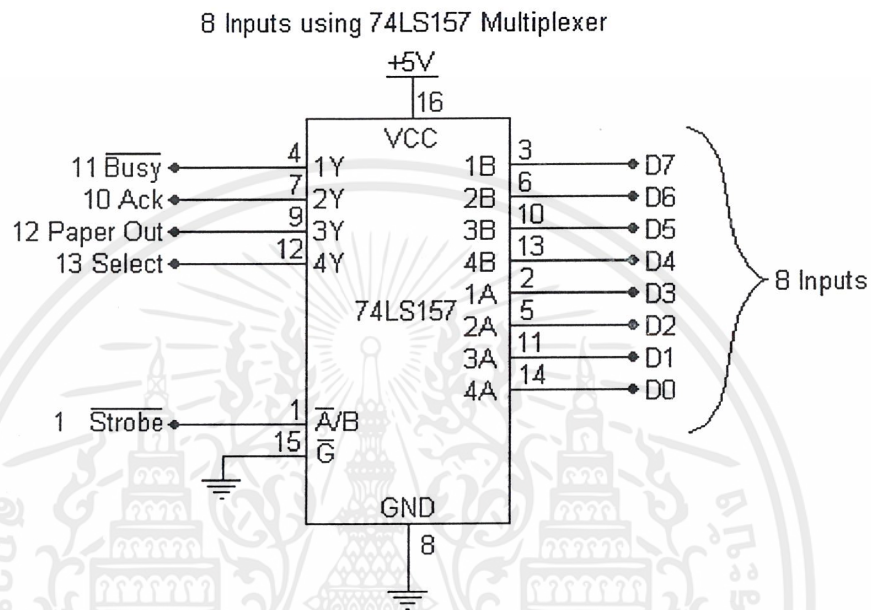 8 Inputs using 74LS157 Multiplexer
+5V
16
VCC
11 Busy 4 1Y 1B 3 D7
10 Ack 7 2Y 2B 6 D6
12 Paper Out 9 3Y 3B 10 D5
13 Select 12 4Y 4B 13 D4
1A 2 D3
8 Inputs
74LS157
2A 5 D2
3A 11 D1
4A 14 D0
1 Strobe 1 A/B
15 G
GND
8